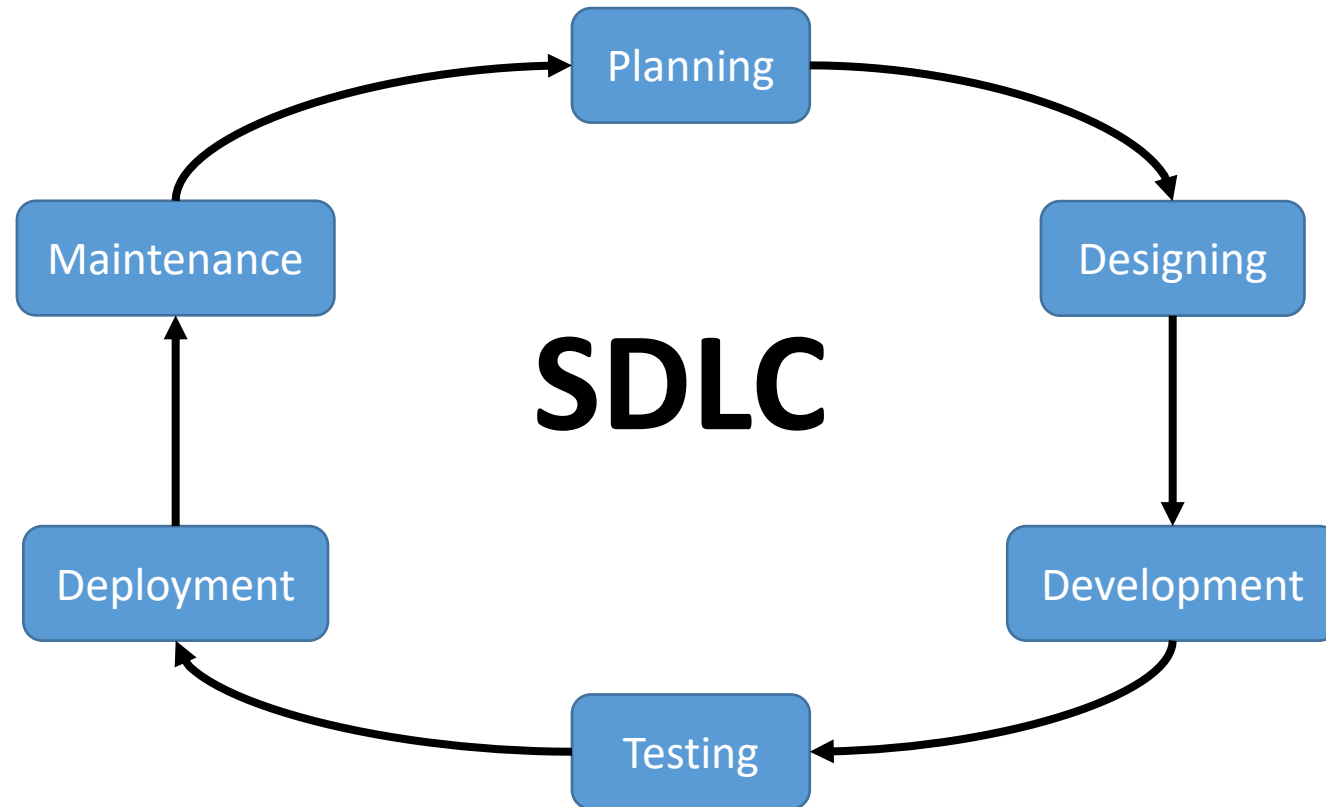 Planning
Maintenance
Designing
SDLC
Deployment
Development
Testing